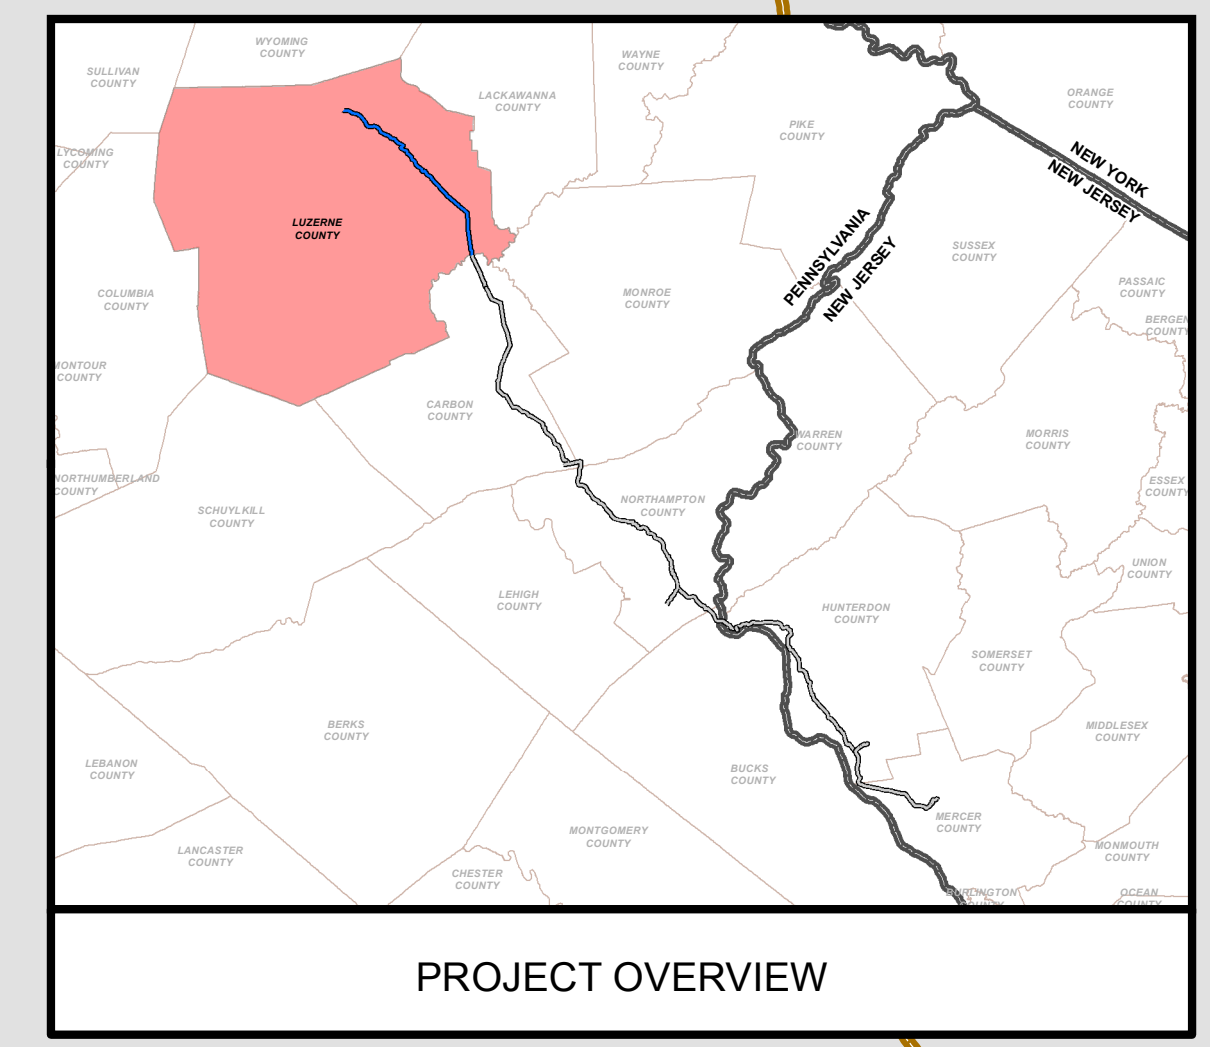 WYOMING
COUNTY
SULLIVAN
COUNTY
WAYNE
COUNTY
LACKAWANNA
COUNTY
ORANGE
COUNTY
PIKE
COUNTY
LYCOMING
COUNTY
NEW YORK
NEW JERSEY
LUZERNE
COUNTY
PENNSYLVANIA
NEW JERSEY
SUSSEX
COUNTY
COLUMBIA
COUNTY
MONROE
COUNTY
PASSAIC
COUNTY
BERGEN
COUNTY
MONTOUR
COUNTY
CARBON
COUNTY
WARREN
COUNTY
MORRIS
COUNTY
NORTHUMBERLAND
COUNTY
ESSEX
COUNTY
SCHUYLKILL
COUNTY
NORTHAMPTON
COUNTY
UNION
COUNTY
LEHIGH
COUNTY
HUNTERDON
COUNTY
SOMERSET
COUNTY
BERKS
COUNTY
MIDDLESEX
COUNTY
LEBANON
COUNTY
BUCKS
COUNTY
MERCER
COUNTY
MONTGOMERY
COUNTY
LANCASTER
COUNTY
MONMOUTH
COUNTY
CHESTER
COUNTY
BURLINGTON
COUNTY
OCEAN
COUNTY
PROJECT OVERVIEW